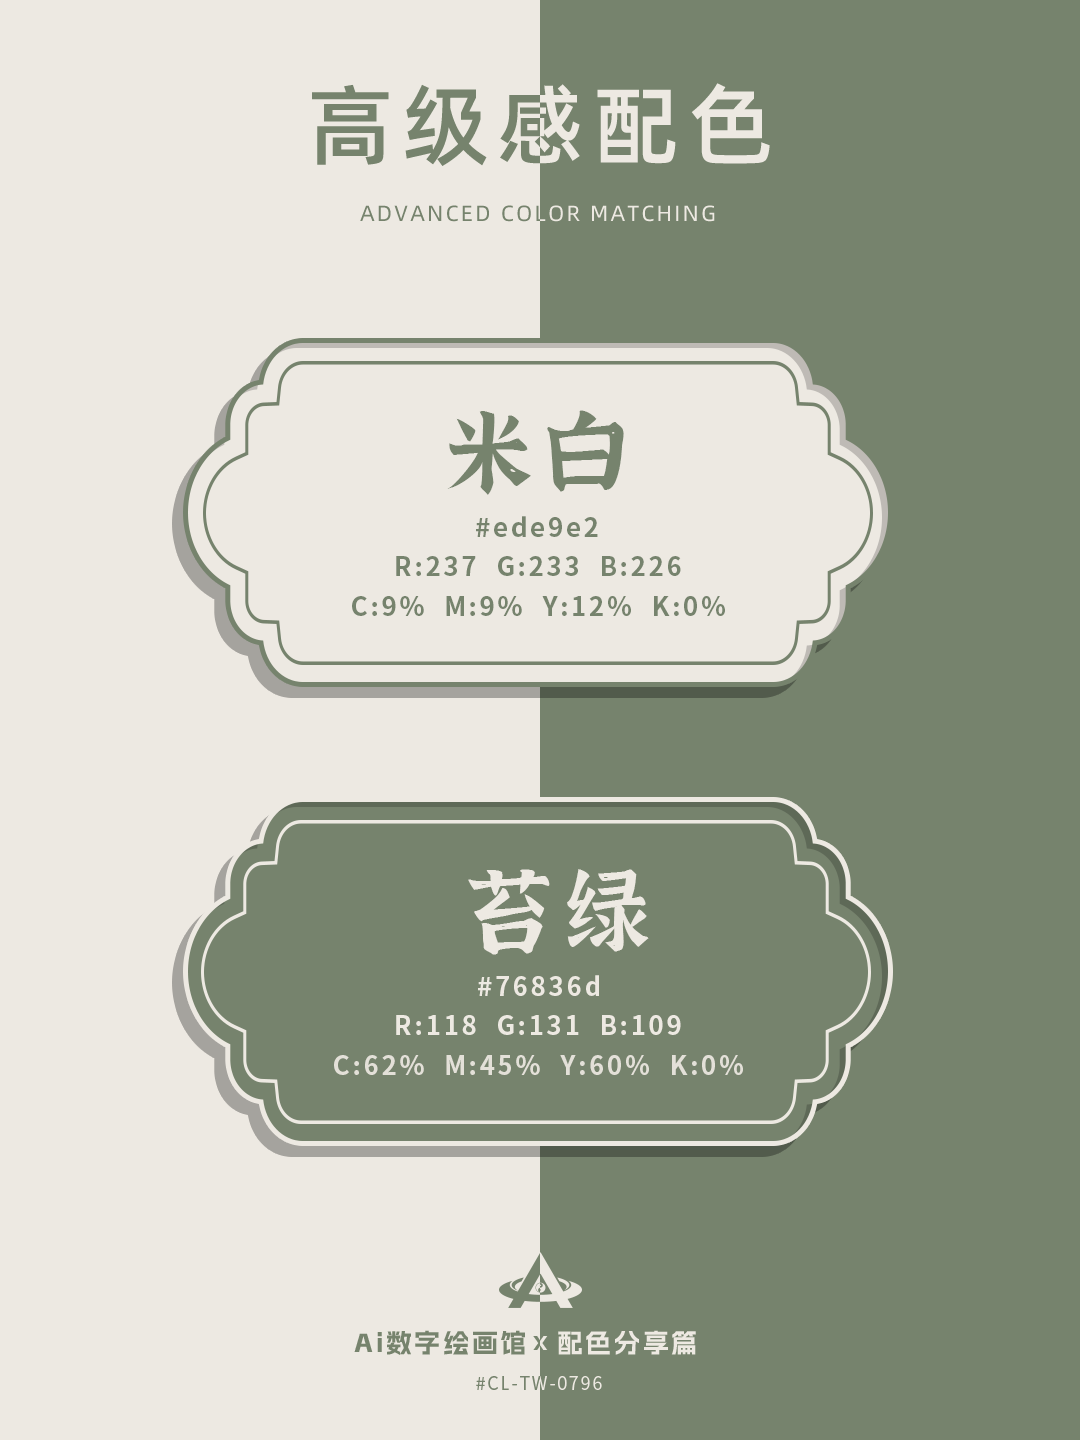 高级感配色
ADVANCED COLOR MATCHING
米白
#ede9e2
R:237 G:233 B:226
C:9% M:9% Y:12% K:0%
苔绿
#76836d
R:118 G:131 B:109
C:62% M:45% Y:60% K:0%
Ai数字绘画馆 x 配色分享篇
#CL-TW-0796